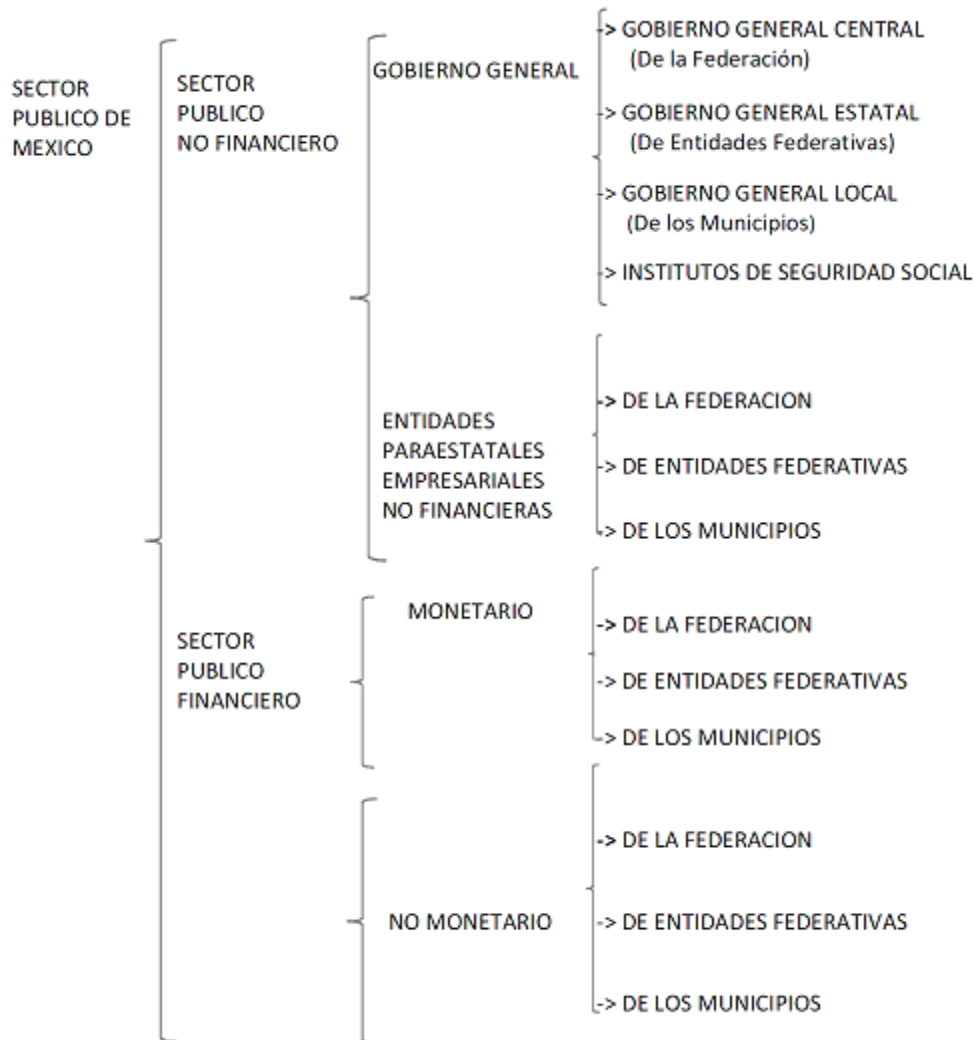 SECTOR
PUBLICO DE
MEXICO
SECTOR
PUBLICO
NO FINANCIERO
GOBIERNO GENERAL
-> GOBIERNO GENERAL CENTRAL
(De la Federación)
-> GOBIERNO GENERAL ESTATAL
(De Entidades Federativas)
-> GOBIERNO GENERAL LOCAL
(De los Municipios)
-> INSTITUTOS DE SEGURIDAD SOCIAL
ENTIDADES
PARAESTATALES
EMPRESARIALES
NO FINANCIERAS
-> DE LA FEDERACION
-> DE ENTIDADES FEDERATIVAS
-> DE LOS MUNICIPIOS
SECTOR
PUBLICO
FINANCIERO
MONETARIO
-> DE LA FEDERACION
-> DE ENTIDADES FEDERATIVAS
-> DE LOS MUNICIPIOS
NO MONETARIO
-> DE LA FEDERACION
-> DE ENTIDADES FEDERATIVAS
-> DE LOS MUNICIPIOS